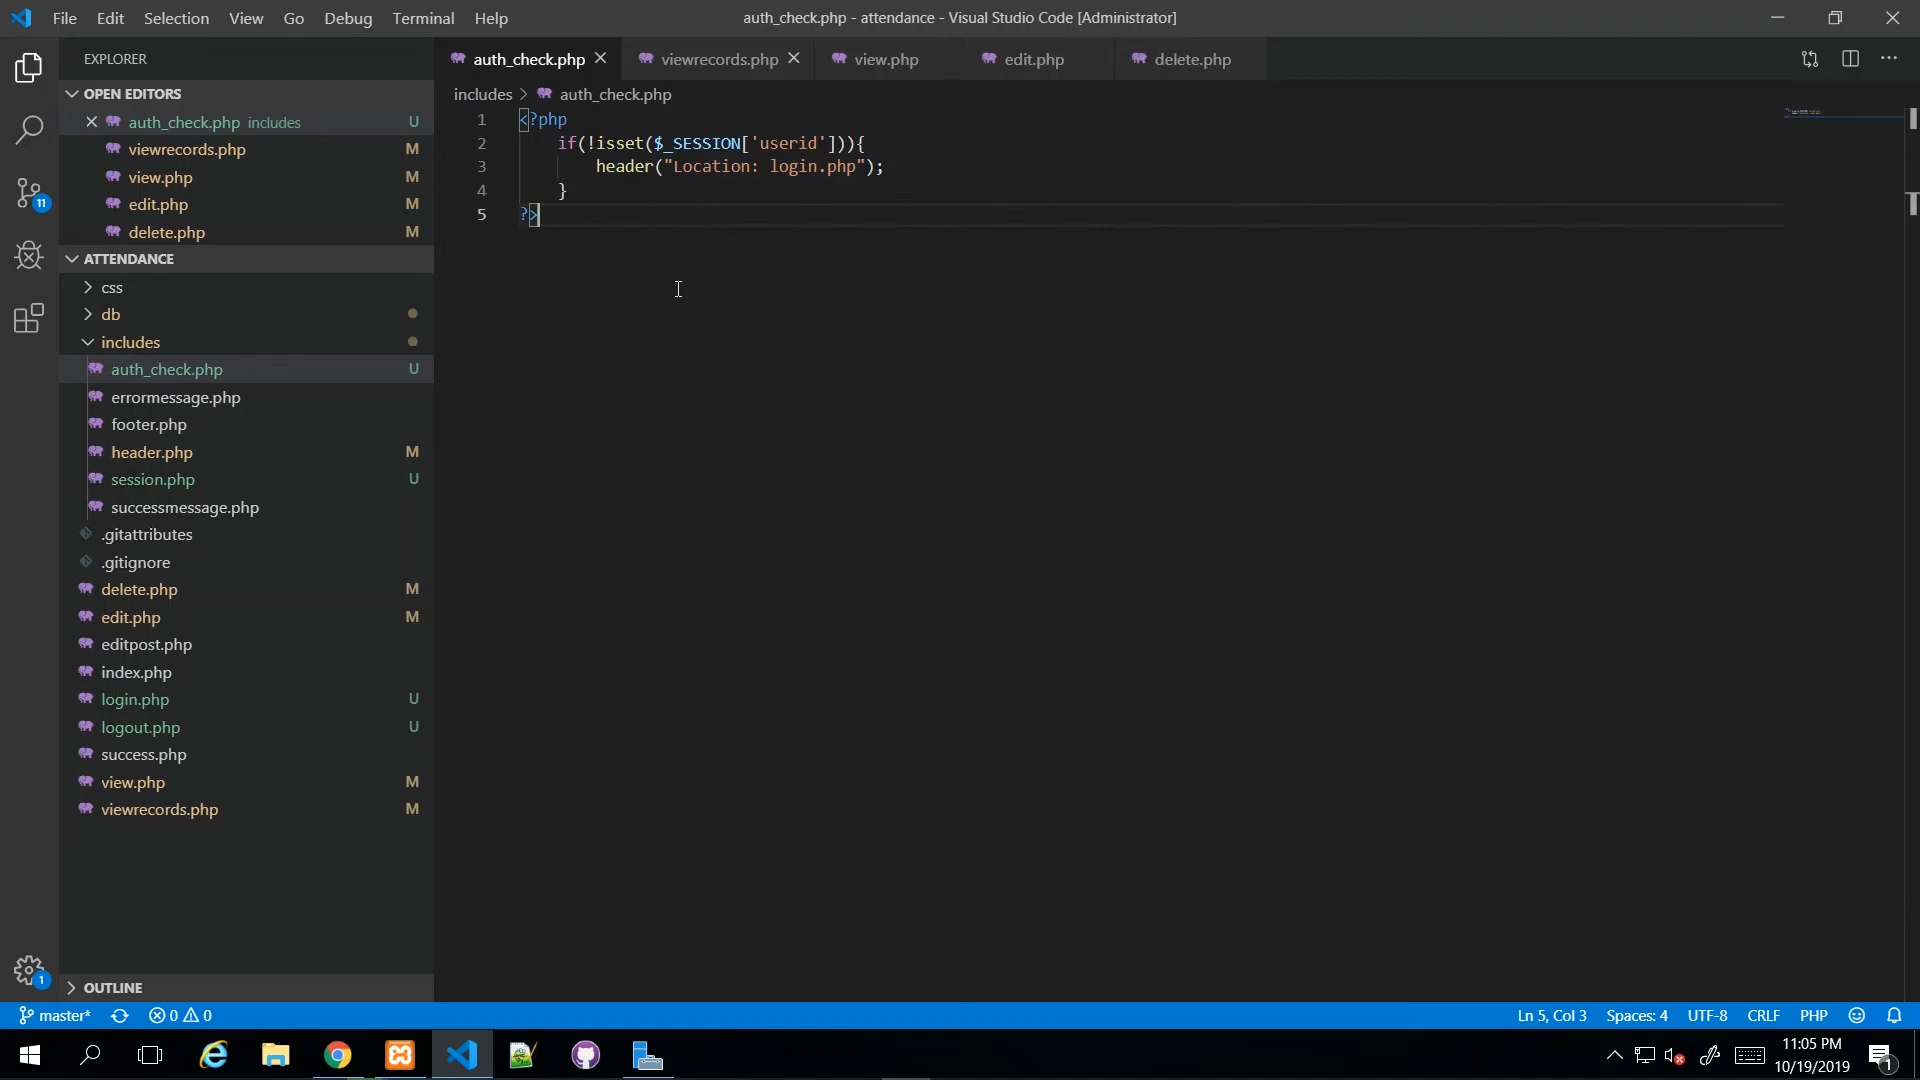 File Edit Selection View Go Debug Terminal Help
auth_check.php - attendance - Visual Studio Code [Administrator]
EXPLORER
OPEN EDITORS
auth_check.php includes U
viewrecords.php M
view.php M
edit.php M
delete.php M
ATTENDANCE
css
db
includes
auth_check.php U
errormessage.php
footer.php
header.php M
session.php U
successmessage.php
.gitattributes
.gitignore
delete.php M
edit.php M
editpost.php
index.php
login.php U
logout.php U
success.php
view.php M
viewrecords.php M
OUTLINE
11
1
auth_check.php viewrecords.php view.php edit.php delete.php
includes > auth_check.php
1 <?php
2 if(!isset($_SESSION['userid'])){
3 header("Location: login.php");
4 }
5 ?>
master* 0 0 Ln 5, Col 3 Spaces: 4 UTF-8 CRLF PHP
11:05 PM
10/19/2019
1